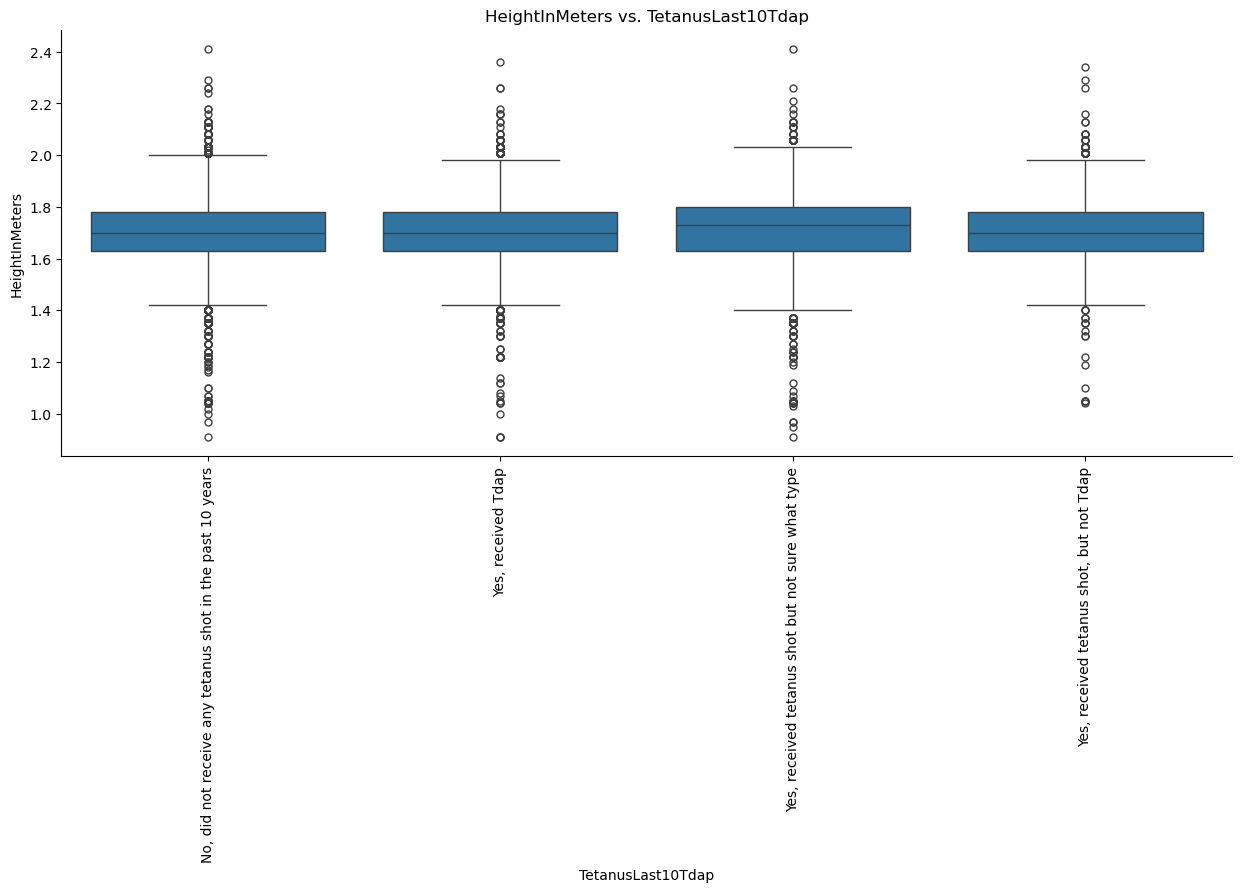 HeightInMeters vs. TetanusLast10Tdap
HeightInMeters
2.4
2.2
2.0
1.8
1.6
1.4
1.2
1.0
No, did not receive any tetanus shot in the past 10 years
Yes, received Tdap
Yes, received tetanus shot but not sure what type
Yes, received tetanus shot, but not Tdap
TetanusLast10Tdap